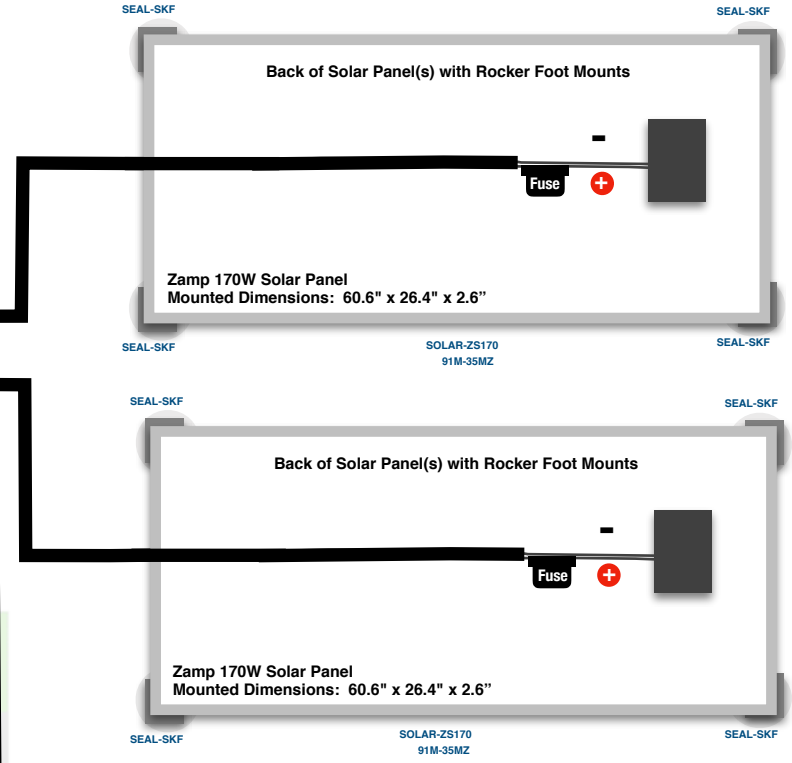 SEAL-SKF
SEAL-SKF
Back of Solar Panel(s) with Rocker Foot Mounts
-
Fuse
+
Zamp 170W Solar Panel
Mounted Dimensions:  60.6" x 26.4" x 2.6”
SEAL-SKF
SOLAR-ZS170
91M-35MZ
SEAL-SKF
SEAL-SKF
SEAL-SKF
Back of Solar Panel(s) with Rocker Foot Mounts
-
Fuse
+
Zamp 170W Solar Panel
Mounted Dimensions:  60.6" x 26.4" x 2.6”
SEAL-SKF
SOLAR-ZS170
91M-35MZ
SEAL-SKF